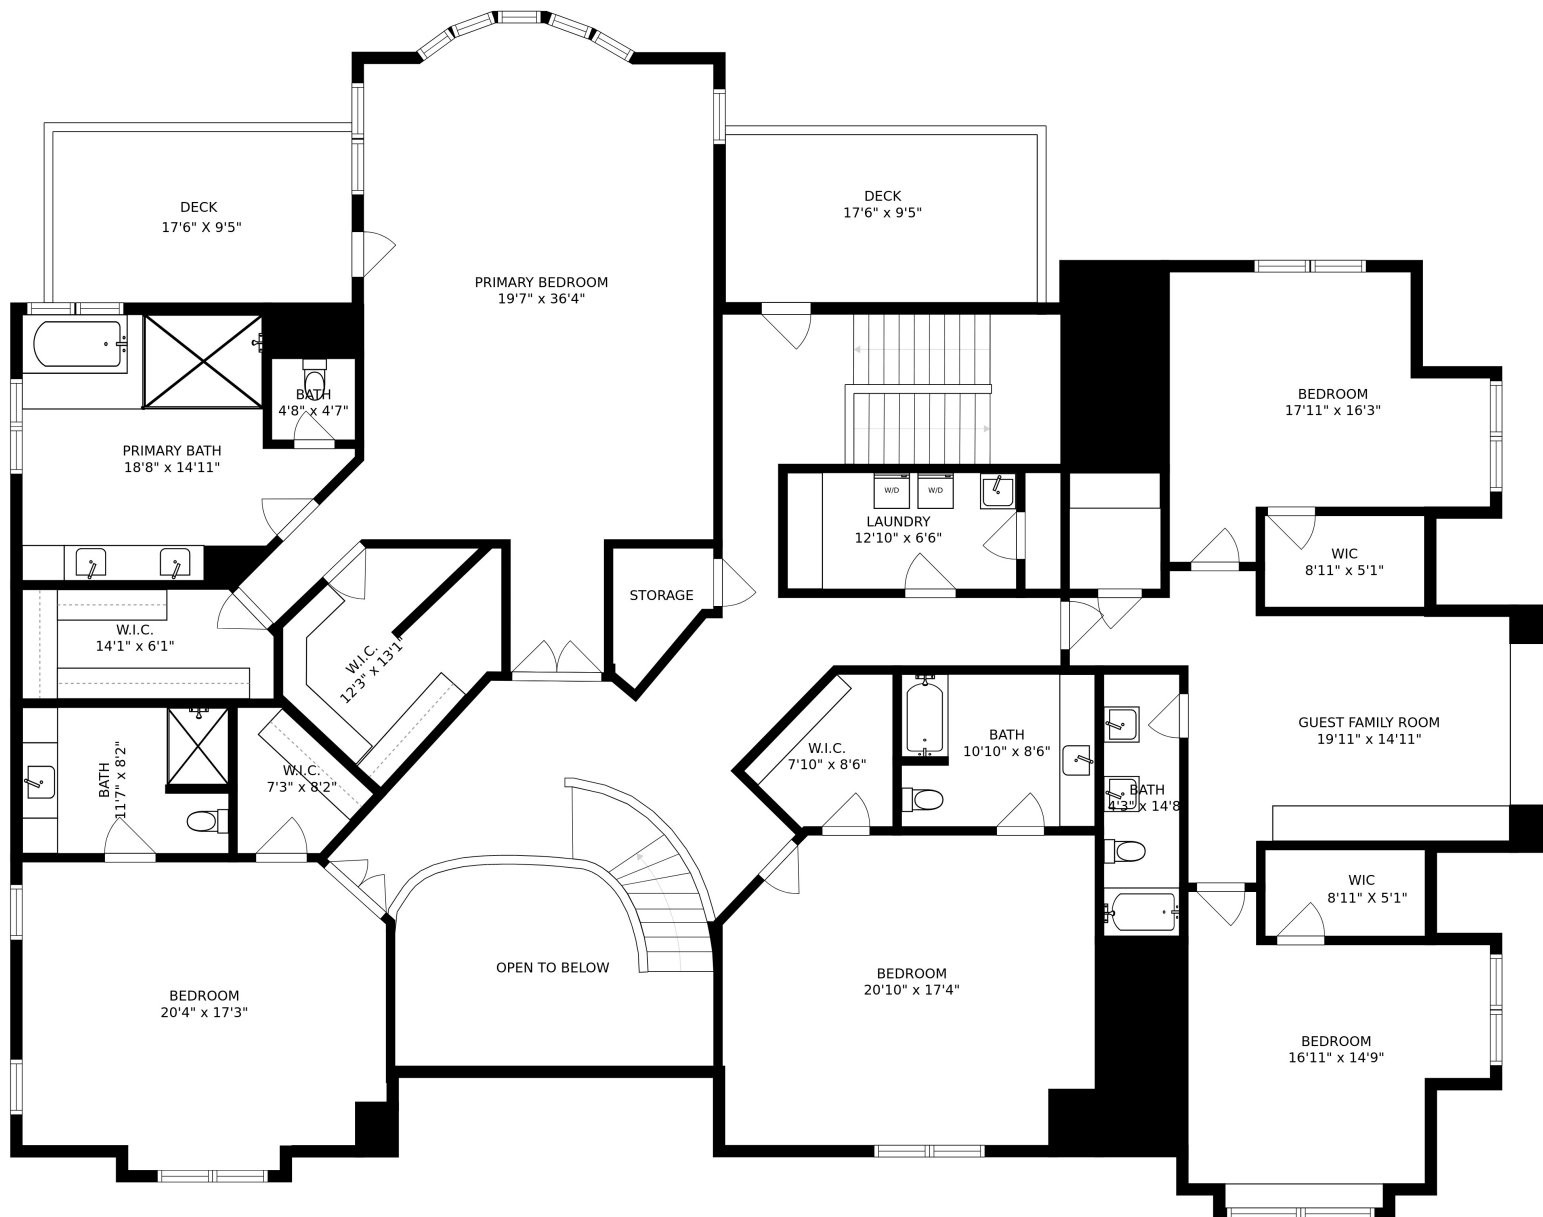 DECK
17'6" X 9'5"
DECK
17'6" x 9'5"
PRIMARY BEDROOM
19'7" x 36'4"
BATH
4'8" x 4'7"
BEDROOM
17'11" x 16'3"
PRIMARY BATH
18'8" x 14'11"
W/D
W/D
LAUNDRY
12'10" x 6'6"
WIC
8'11" x 5'1"
STORAGE
W.I.C.
14'1" x 6'1"
W.I.C.
12'3" x 13'1"
GUEST FAMILY ROOM
19'11" x 14'11"
BATH
11'7" x 8'2"
W.I.C.
7'3" x 8'2"
W.I.C.
7'10" x 8'6"
BATH
10'10" x 8'6"
BATH
4'3" x 14'8
WIC
8'11" X 5'1"
OPEN TO BELOW
BEDROOM
20'4" x 17'3"
BEDROOM
20'10" x 17'4"
BEDROOM
16'11" x 14'9"